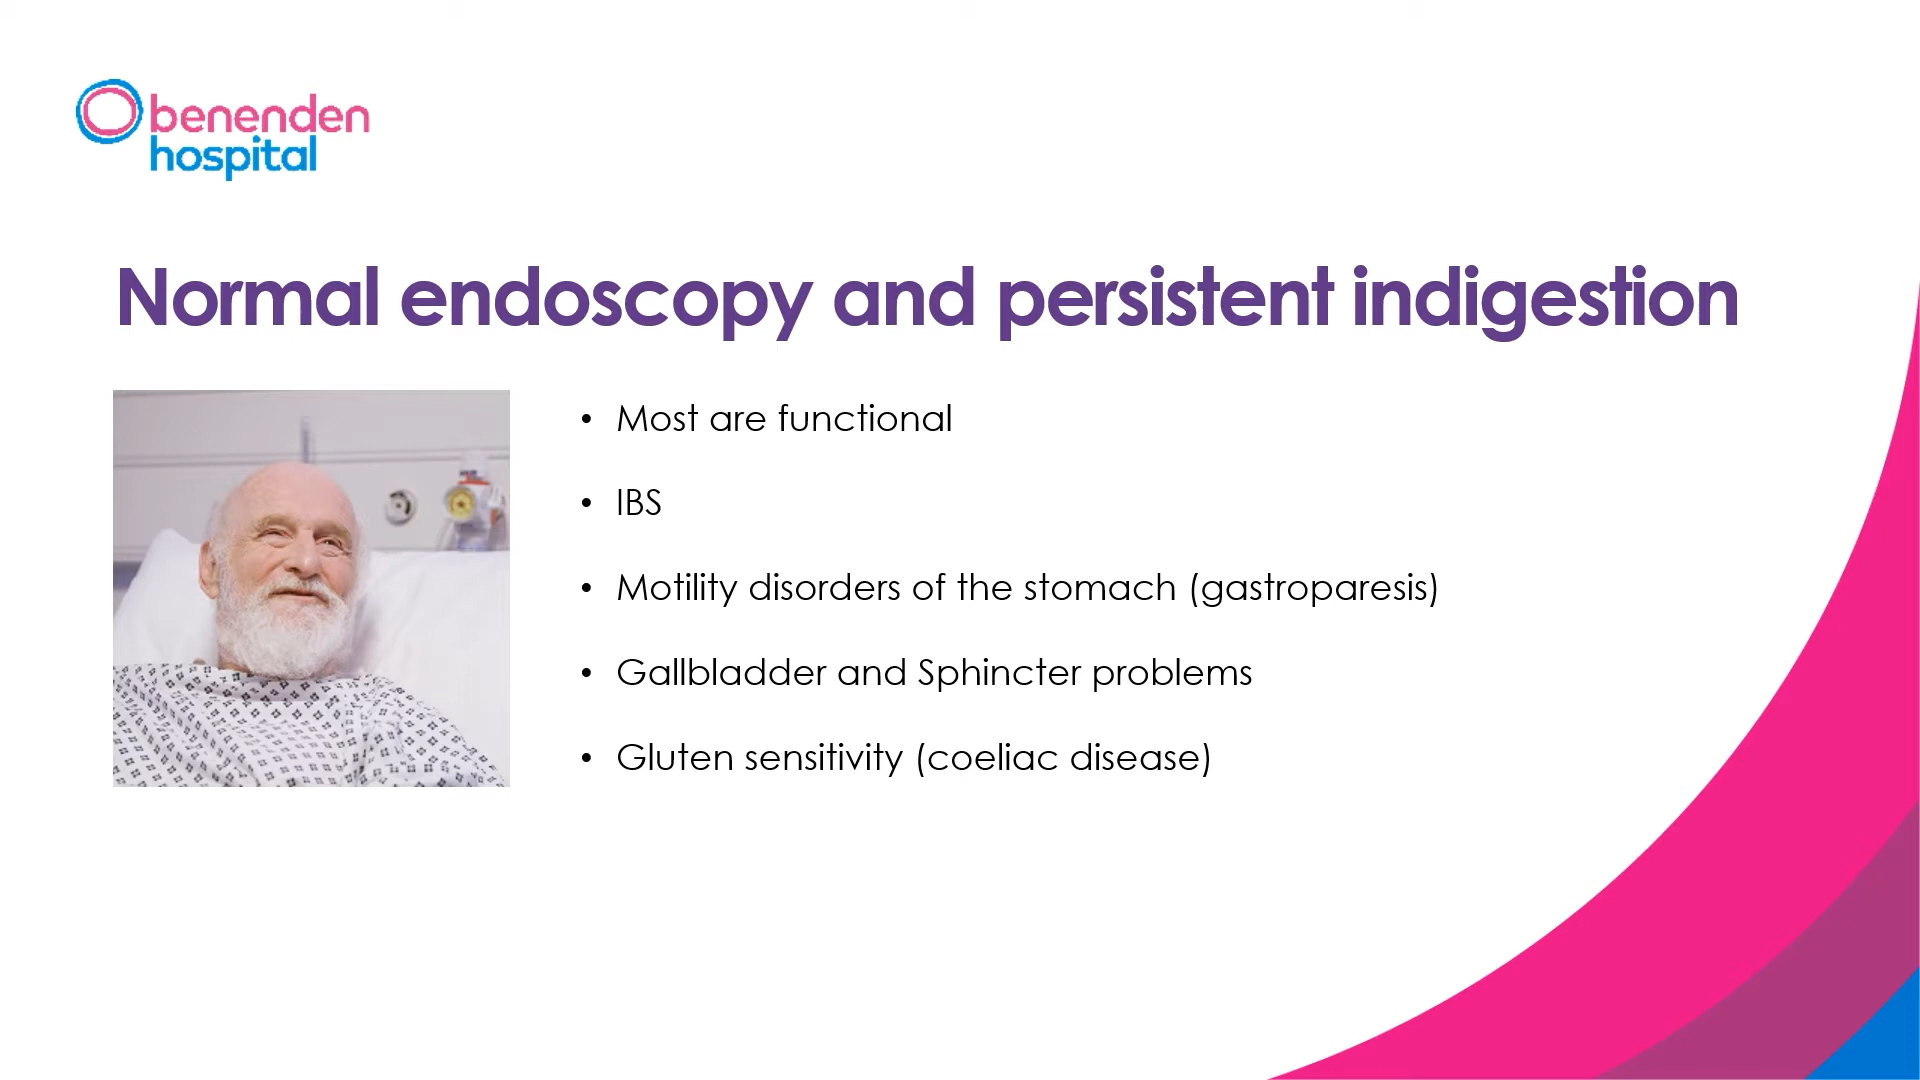 benenden
hospital
Normal endoscopy and persistent indigestion
• Most are functional
• IBS
• Motility disorders of the stomach (gastroparesis)
• Gallbladder and Sphincter problems
• Gluten sensitivity (coeliac disease)